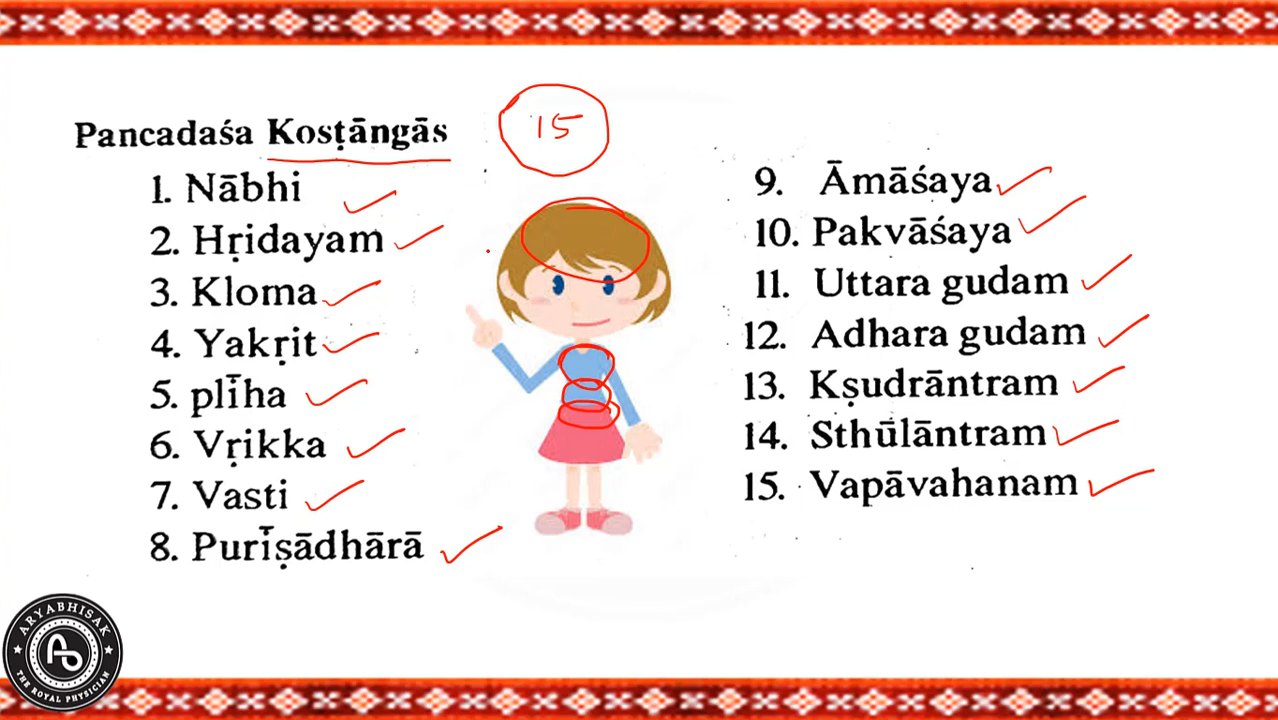 Pancadaśa Kosṭāngās
15
1. Nābhi
2. Hṛidayam
3. Kloma
4. Yakṛit
5. plīha
6. Vṛikka
7. Vasti
8. Purīṣādhārā
9. Āmāśaya
10. Pakvāśaya
11. Uttara gudam
12. Adhara gudam
13. Kṣudrāntram
14. Sthūlāntram
15. Vapāvahanam
ARYABHISAK
THE ROYAL PHYSICIAN